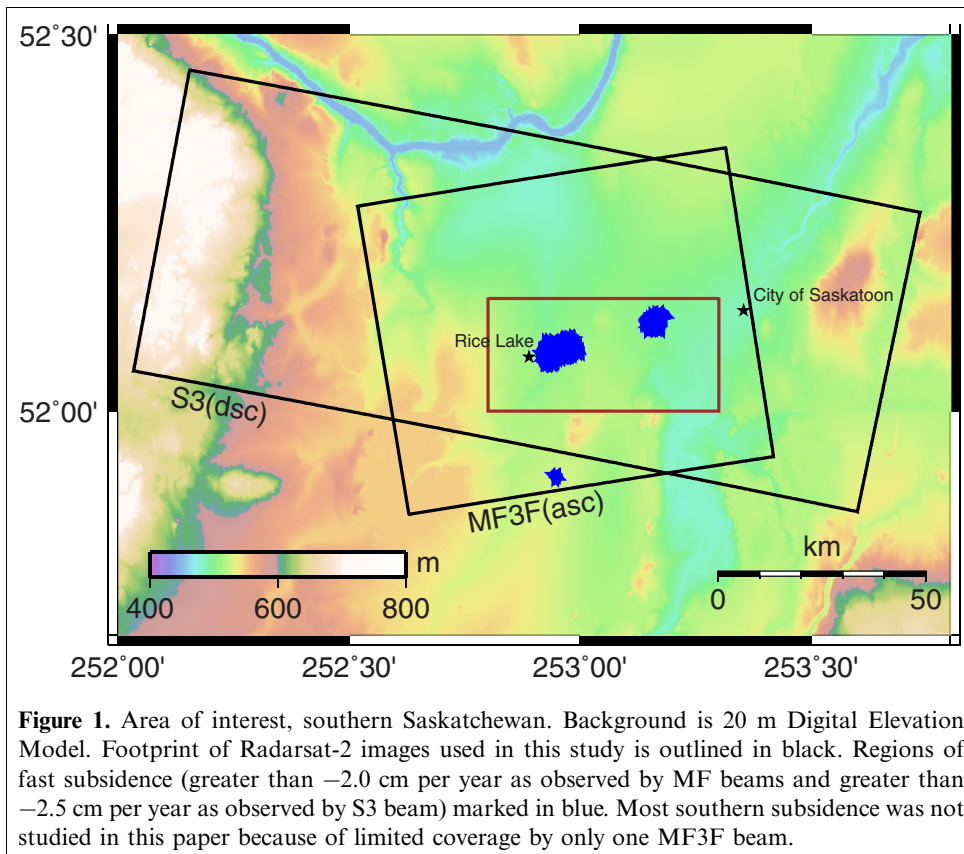 52°30'
City of Saskatoon
Rice Lake
52°00'
S3(dsc)
MF3F(asc)
m
km
400 600 800
0 50
252°00' 252°30' 253°00' 253°30'
Figure 1. Area of interest, southern Saskatchewan. Background is 20 m Digital Elevation
Model. Footprint of Radarsat-2 images used in this study is outlined in black. Regions of
fast subsidence (greater than −2.0 cm per year as observed by MF beams and greater than
−2.5 cm per year as observed by S3 beam) marked in blue. Most southern subsidence was not
studied in this paper because of limited coverage by only one MF3F beam.